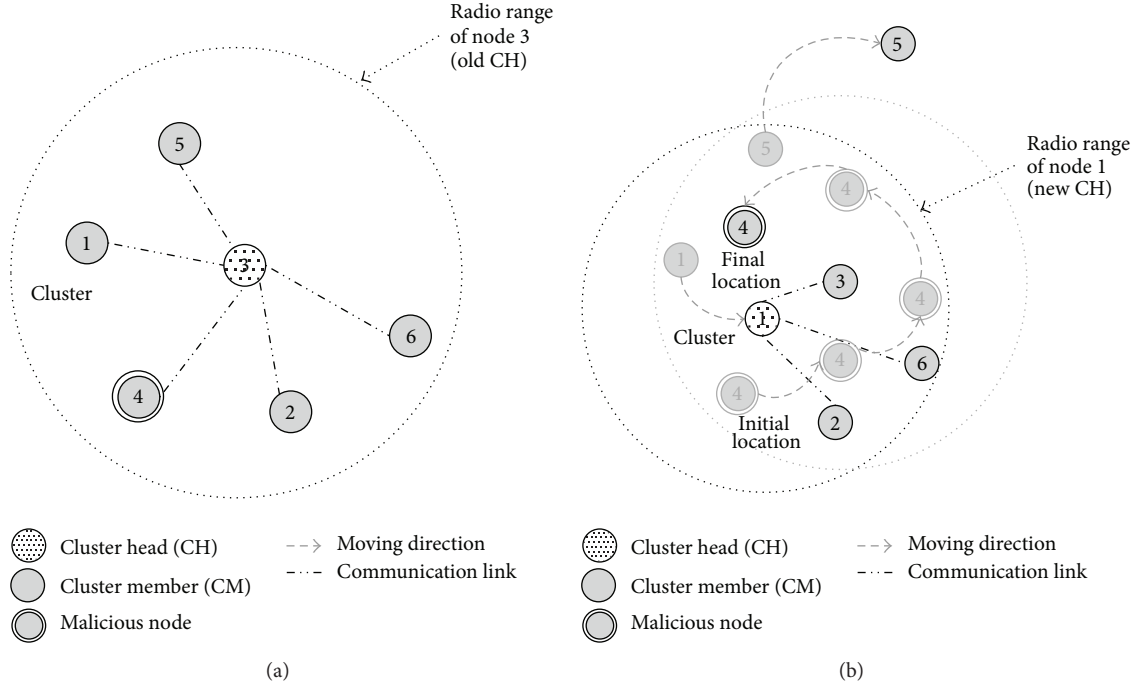 Radio range
of node 3
(old CH)
5
1
3
Cluster
6
4
2
Cluster head (CH)
Cluster member (CM)
Malicious node
Moving direction
Communication link
(a)
5
Radio range
of node 1
(new CH)
5
4
4
Final
location
1
3
4
1
Cluster
4
6
4
Initial
location
2
Cluster head (CH)
Cluster member (CM)
Malicious node
Moving direction
Communication link
(b)